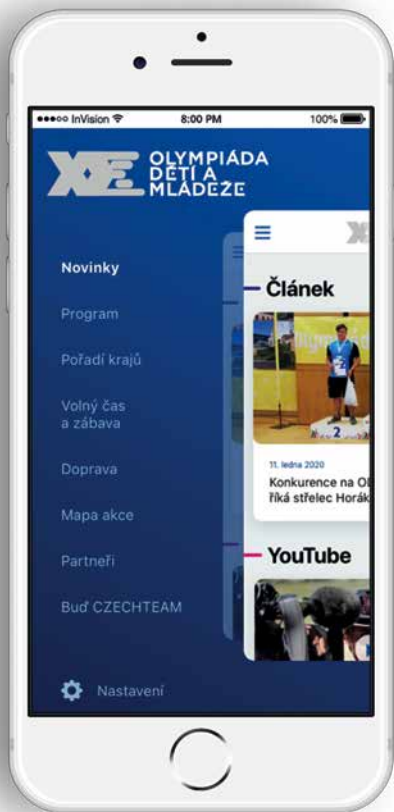 InVision
8:00 PM
100%
OLYMPIÁDA
DĚTÍ A
MLÁDEŽE
Novinky
Program
Pořadí krajů
Volný čas
a zábava
Doprava
Mapa akce
Partneři
Buď CZECHTEAM
Nastavení
Článek
2
11. ledna 2020
Konkurence na
říká střelec Horák
YouTube